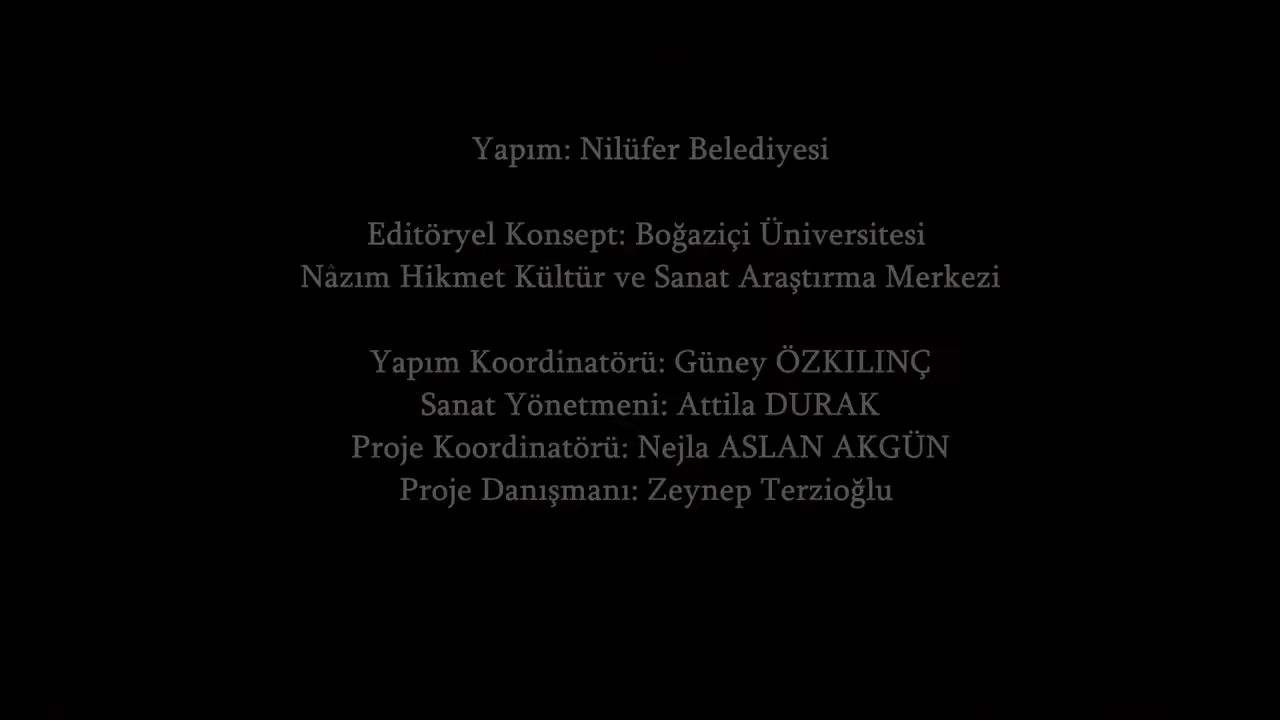 Yapım: Nilüfer Belediyesi
Editöryel Konsept: Boğaziçi Üniversitesi
Nâzım Hikmet Kültür ve Sanat Araştırma Merkezi
Yapım Koordinatörü: Güney ÖZKILINÇ
Sanat Yönetmeni: Attila DURAK
Proje Koordinatörü: Nejla ASLAN AKGÜN
Proje Danışmanı: Zeynep Terzioğlu